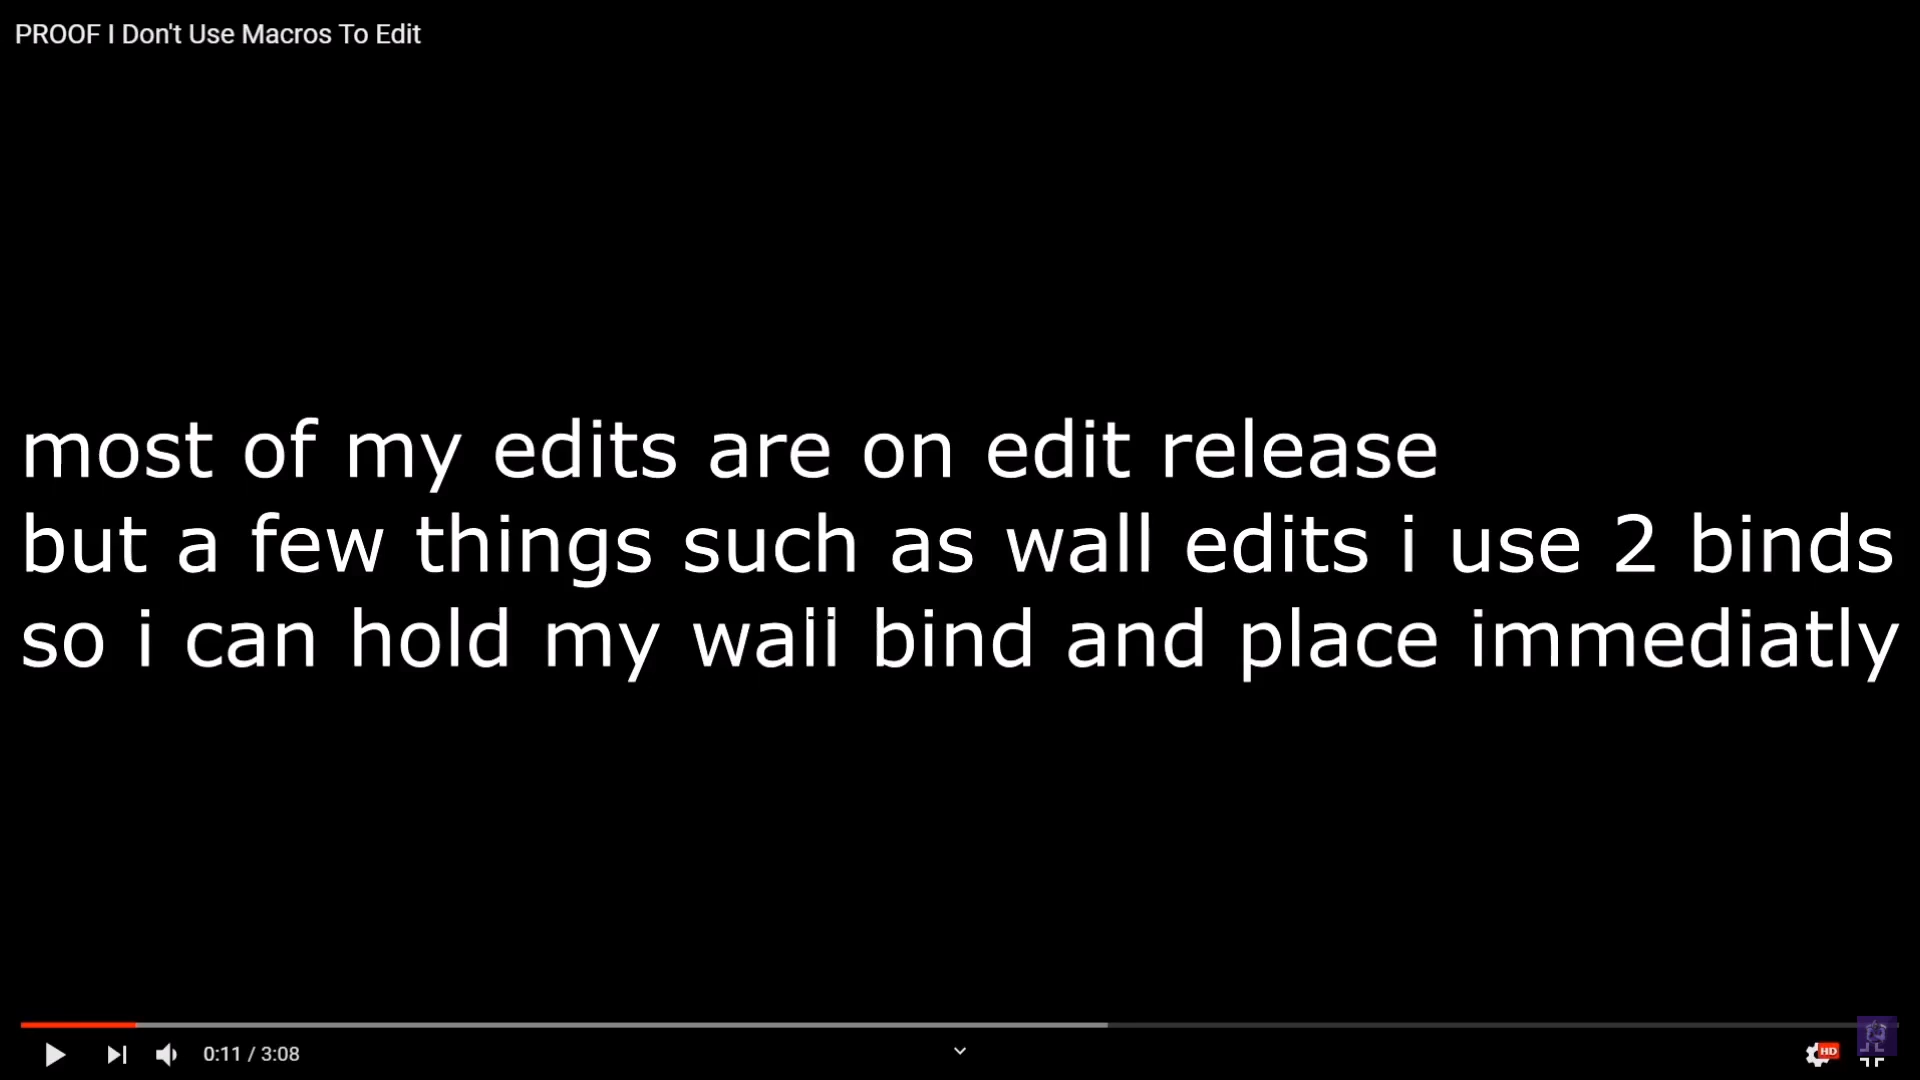 PROOF I Don't Use Macros To Edit
most of my edits are on edit release
but a few things such as wall edits i use 2 binds
so i can hold my wall bind and place immediatly
0:11 / 3:08
HD